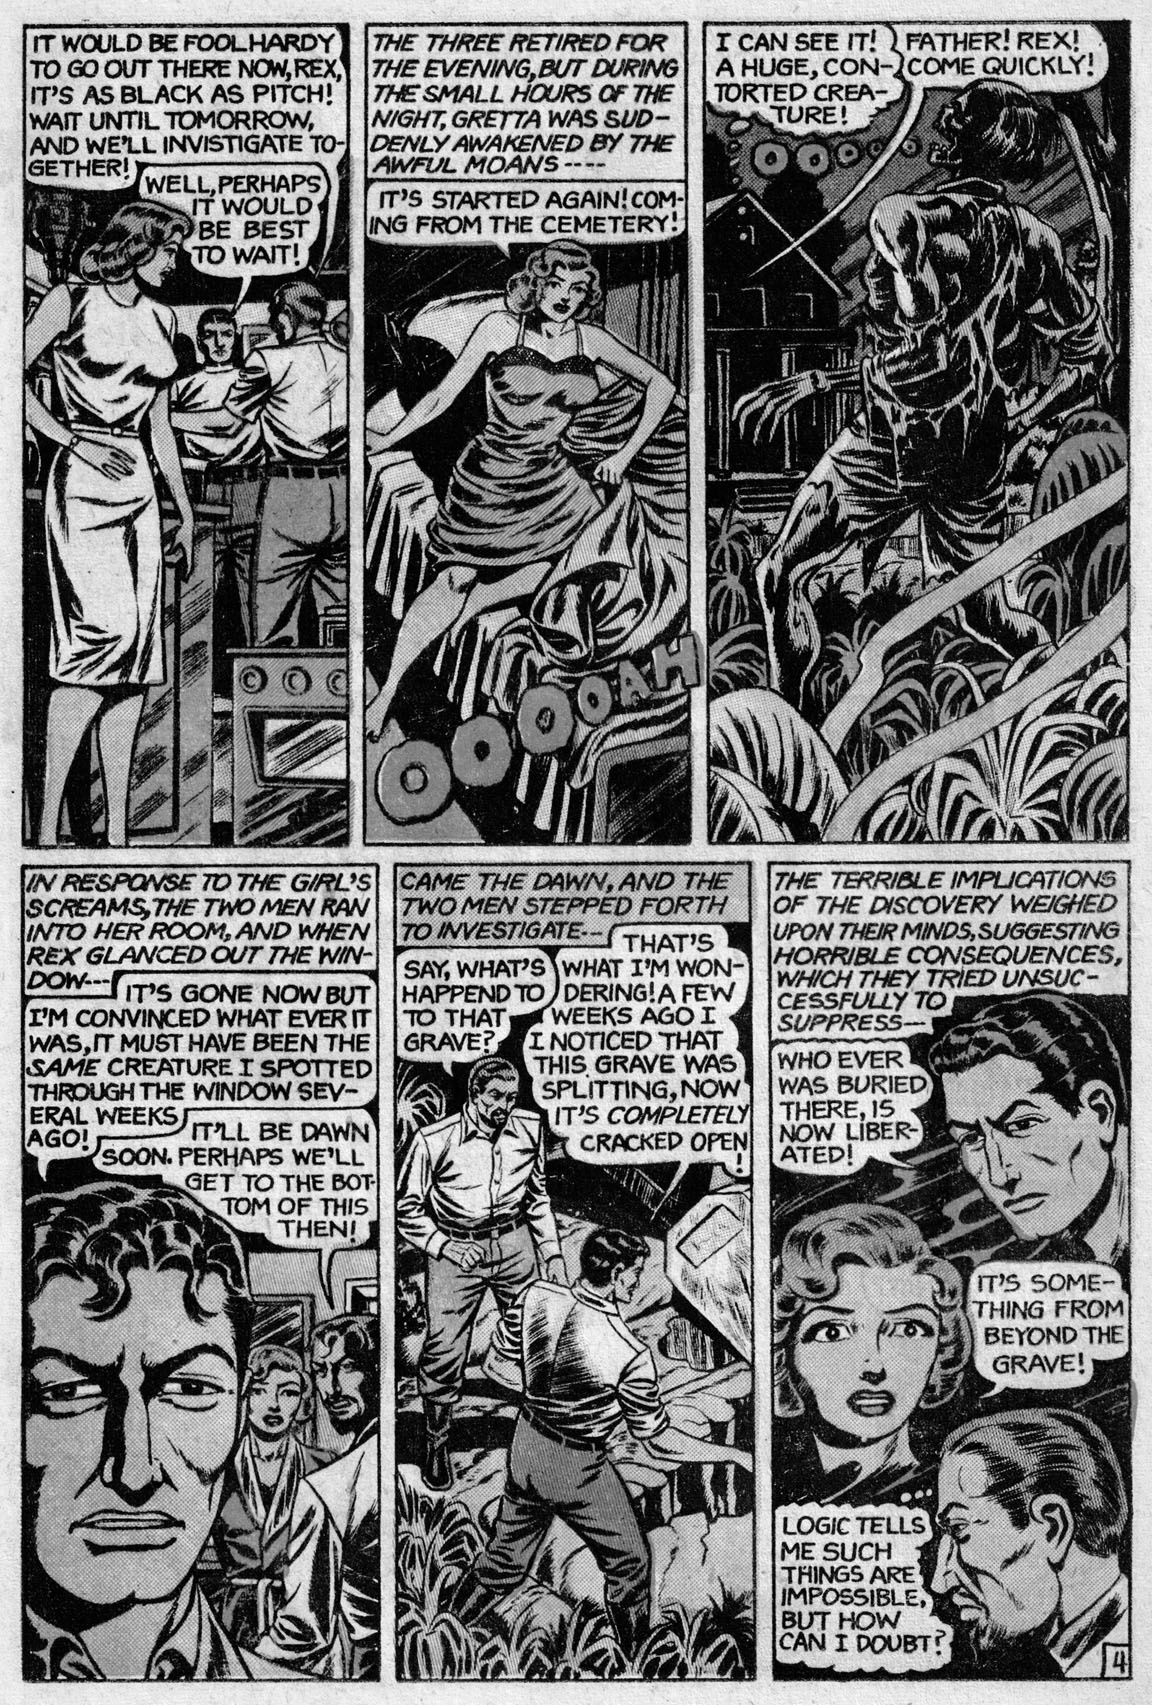 IT WOULD BE FOOLHARDY
TO GO OUT THERE NOW, REX,
IT'S AS BLACK AS PITCH!
WAIT UNTIL TOMORROW,
AND WE'LL INVISTIGATE TO-
GETHER!
WELL, PERHAPS
IT WOULD
BE BEST
TO WAIT!
THE THREE RETIRED FOR
THE EVENING, BUT DURING
THE SMALL HOURS OF THE
NIGHT, GRETTA WAS SUD-
DENLY AWAKENED BY THE
AWFUL MOANS ----
IT'S STARTED AGAIN! COM-
ING FROM THE CEMETERY!
OOOOAH
I CAN SEE IT!
A HUGE, CON-
TORTED CREA-
TURE!
FATHER! REX!
COME QUICKLY!
OOOOOOO
IN RESPONSE TO THE GIRL'S
SCREAMS, THE TWO MEN RAN
INTO HER ROOM, AND WHEN
REX GLANCED OUT THE WIN-
DOW---
IT'S GONE NOW BUT
I'M CONVINCED WHAT EVER IT
WAS, IT MUST HAVE BEEN THE
SAME CREATURE I SPOTTED
THROUGH THE WINDOW SEV-
ERAL WEEKS
AGO!
IT'LL BE DAWN
SOON. PERHAPS WE'LL
GET TO THE BOT-
TOM OF THIS
THEN!
CAME THE DAWN, AND THE
TWO MEN STEPPED FORTH
TO INVESTIGATE---
SAY, WHAT'S
HAPPEND TO
TO THAT
GRAVE?
THAT'S
WHAT I'M WON-
DERING! A FEW
WEEKS AGO I
I NOTICED THAT
THIS GRAVE WAS
SPLITTING, NOW
IT'S COMPLETELY
CRACKED OPEN
!
THE TERRIBLE IMPLICATIONS
OF THE DISCOVERY WEIGHED
UPON THEIR MINDS, SUGGESTING
HORRIBLE CONSEQUENCES,
WHICH THEY TRIED UNSUC-
CESSFULLY TO
SUPPRESS---
WHO EVER
WAS BURIED
THERE, IS
NOW LIBER-
ATED!
IT'S SOME-
THING FROM
BEYOND THE
GRAVE!
LOGIC TELLS
ME SUCH
THINGS ARE
IMPOSSIBLE,
BUT HOW
CAN I DOUBT?
4